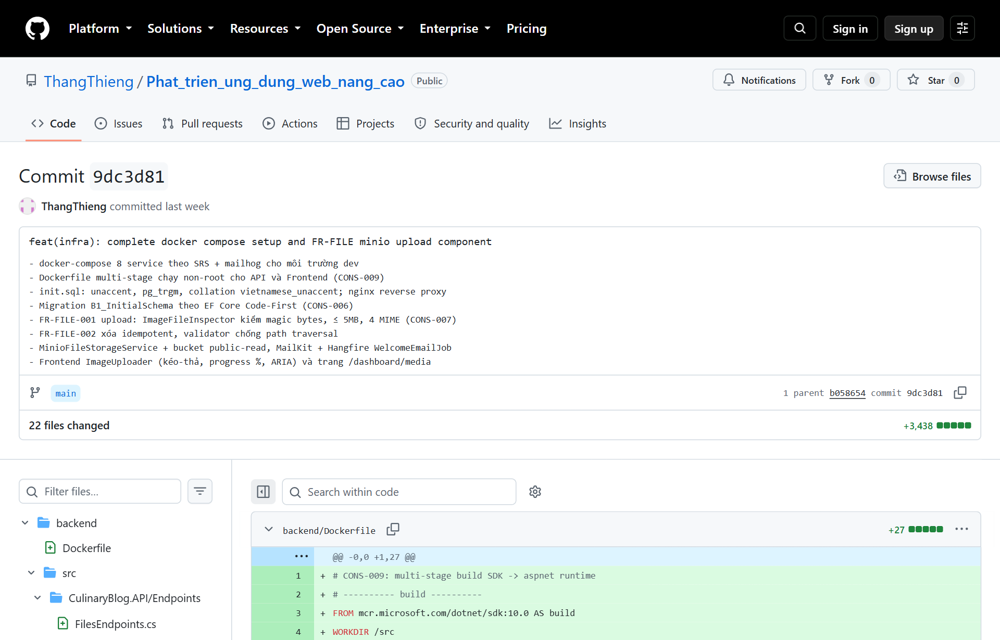 Platform Solutions Resources Open Source Enterprise Pricing Sign in Sign up
ThangThieng / Phat_trien_ung_dung_web_nang_cao Public Notifications Fork 0 Star 0
Code Issues Pull requests Actions Projects Security and quality Insights
Commit 9dc3d81 Browse files
ThangThieng committed last week
feat(infra): complete docker compose setup and FR-FILE minio upload component
- docker-compose 8 service theo SRS + mailhog cho môi trường dev
- Dockerfile multi-stage chạy non-root cho API và Frontend (CONS-009)
- init.sql: unaccent, pg_trgm, collation vietnamese_unaccent; nginx reverse proxy
- Migration B1_InitialSchema theo EF Core Code-First (CONS-006)
- FR-FILE-001 upload: ImageFileInspector kiểm magic bytes, ≤ 5MB, 4 MIME (CONS-007)
- FR-FILE-002 xóa idempotent, validator chống path traversal
- MinioFileStorageService + bucket public-read, MailKit + Hangfire WelcomeEmailJob
- Frontend ImageUploader (kéo-thả, progress %, ARIA) và trang /dashboard/media
main 1 parent b058654 commit 9dc3d81
22 files changed +3,438
Filter files... Search within code
backend
Dockerfile
src
CulinaryBlog.API/Endpoints
FilesEndpoints.cs
backend/Dockerfile +27
@@ -0,0 +1,27 @@
1 + # CONS-009: multi-stage build SDK -> aspnet runtime
2 + # ---------- build ----------
3 + FROM mcr.microsoft.com/dotnet/sdk:10.0 AS build
4 + WORKDIR /src